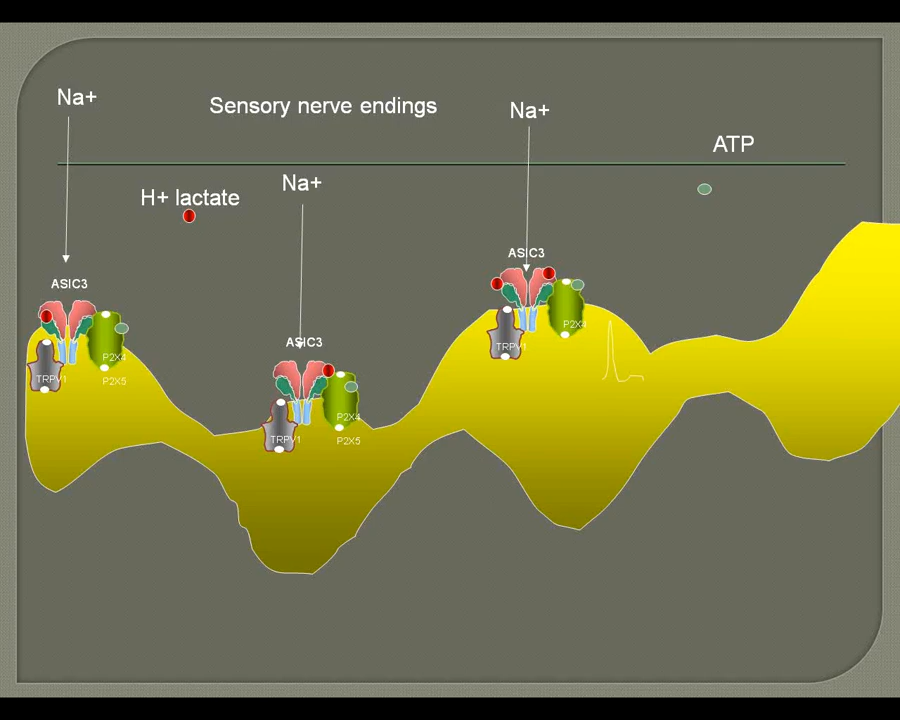 Na+
Sensory nerve endings
Na+
ATP
H+ lactate
Na+
ASIC3
ASIC3
ASIC3
TRPV1
P2X4
P2X5
TRPV1
P2X4
P2X5
TRPV1
P2X4